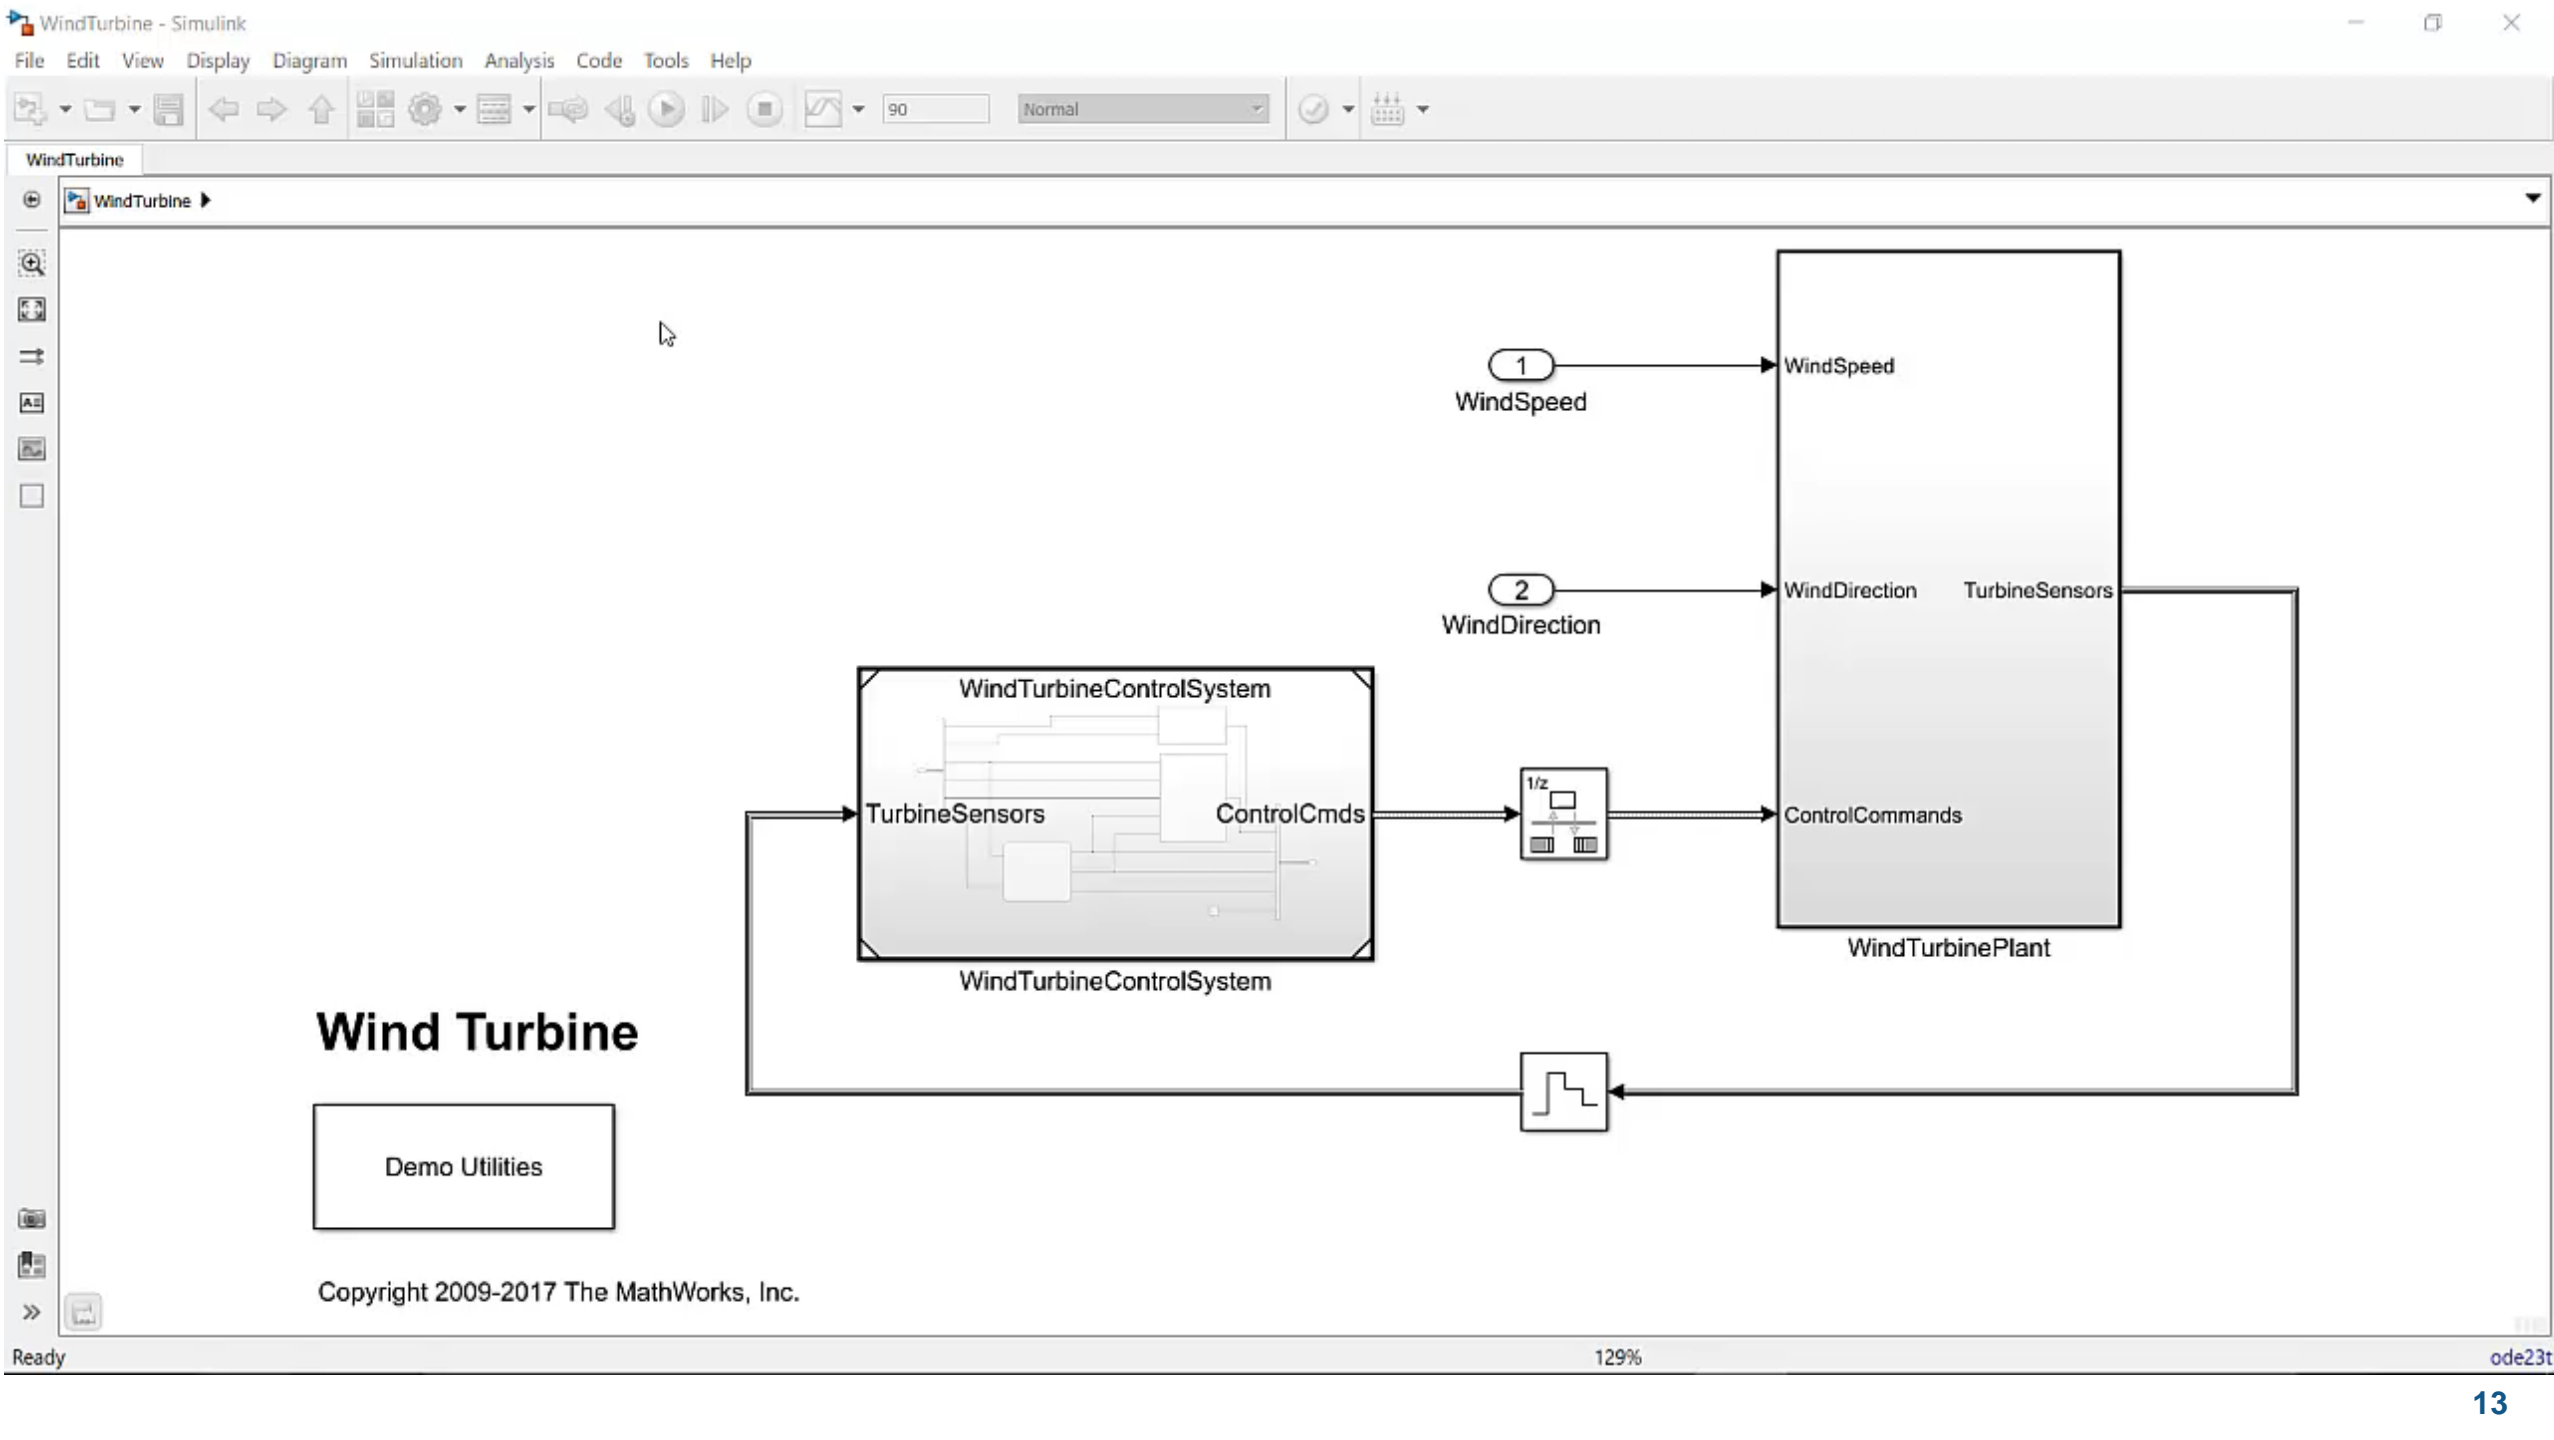 WindTurbine - Simulink
File Edit View Display Diagram Simulation Analysis Code Tools Help
90 Normal
WindTurbine
WindTurbine
1
WindSpeed
WindSpeed
2
WindDirection
WindDirection TurbineSensors
WindTurbineControlSystem
TurbineSensors ControlCmds
1/z
ControlCommands
WindTurbinePlant
WindTurbineControlSystem
Wind Turbine
Demo Utilities
Copyright 2009-2017 The MathWorks, Inc.
Ready 129% ode23t
13